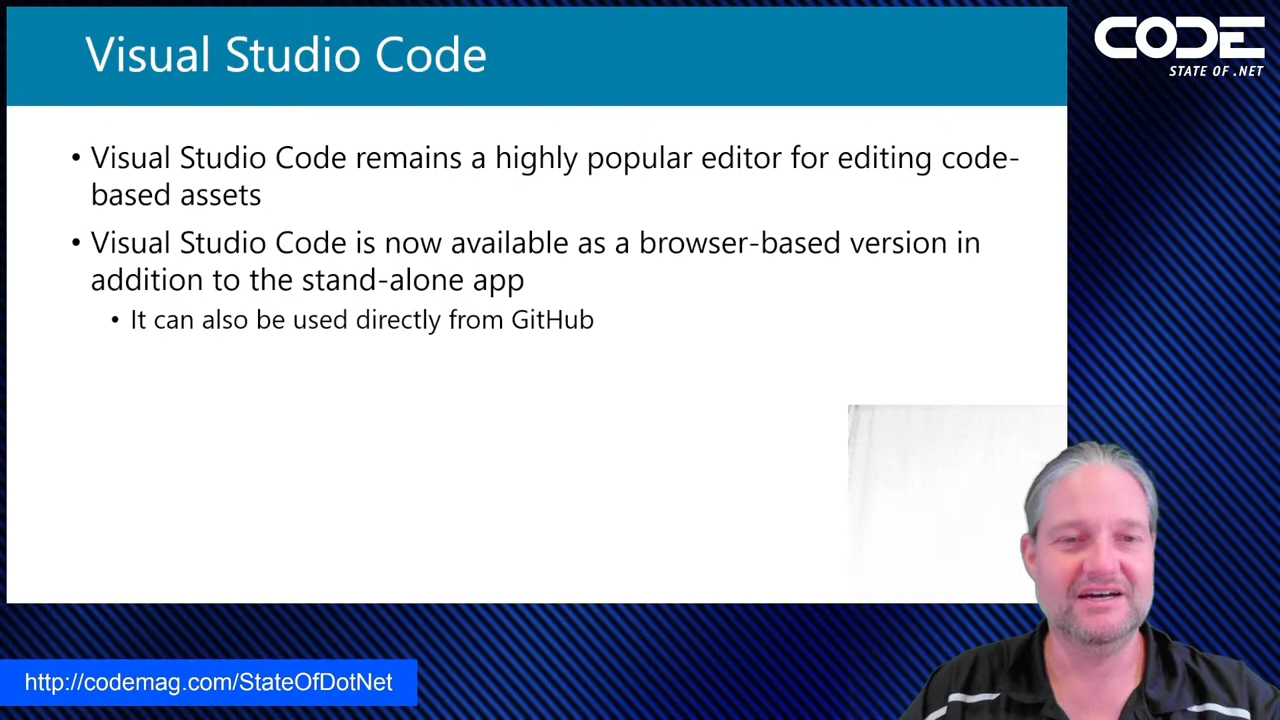 Visual Studio Code
CODE
STATE OF .NET
• Visual Studio Code remains a highly popular editor for editing code-
based assets
• Visual Studio Code is now available as a browser-based version in
addition to the stand-alone app
• It can also be used directly from GitHub
http://codemag.com/StateOfDotNet